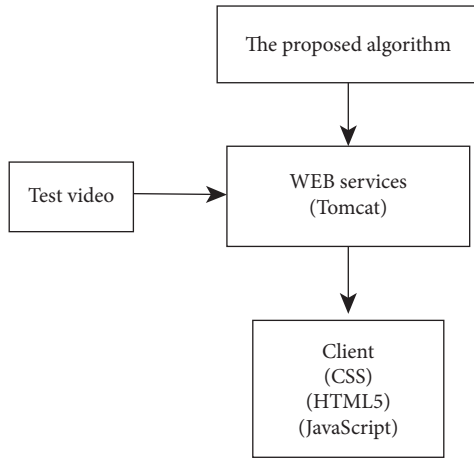 The proposed algorithm
Test video
WEB services
(Tomcat)
Client
(CSS)
(HTML5)
(JavaScript)